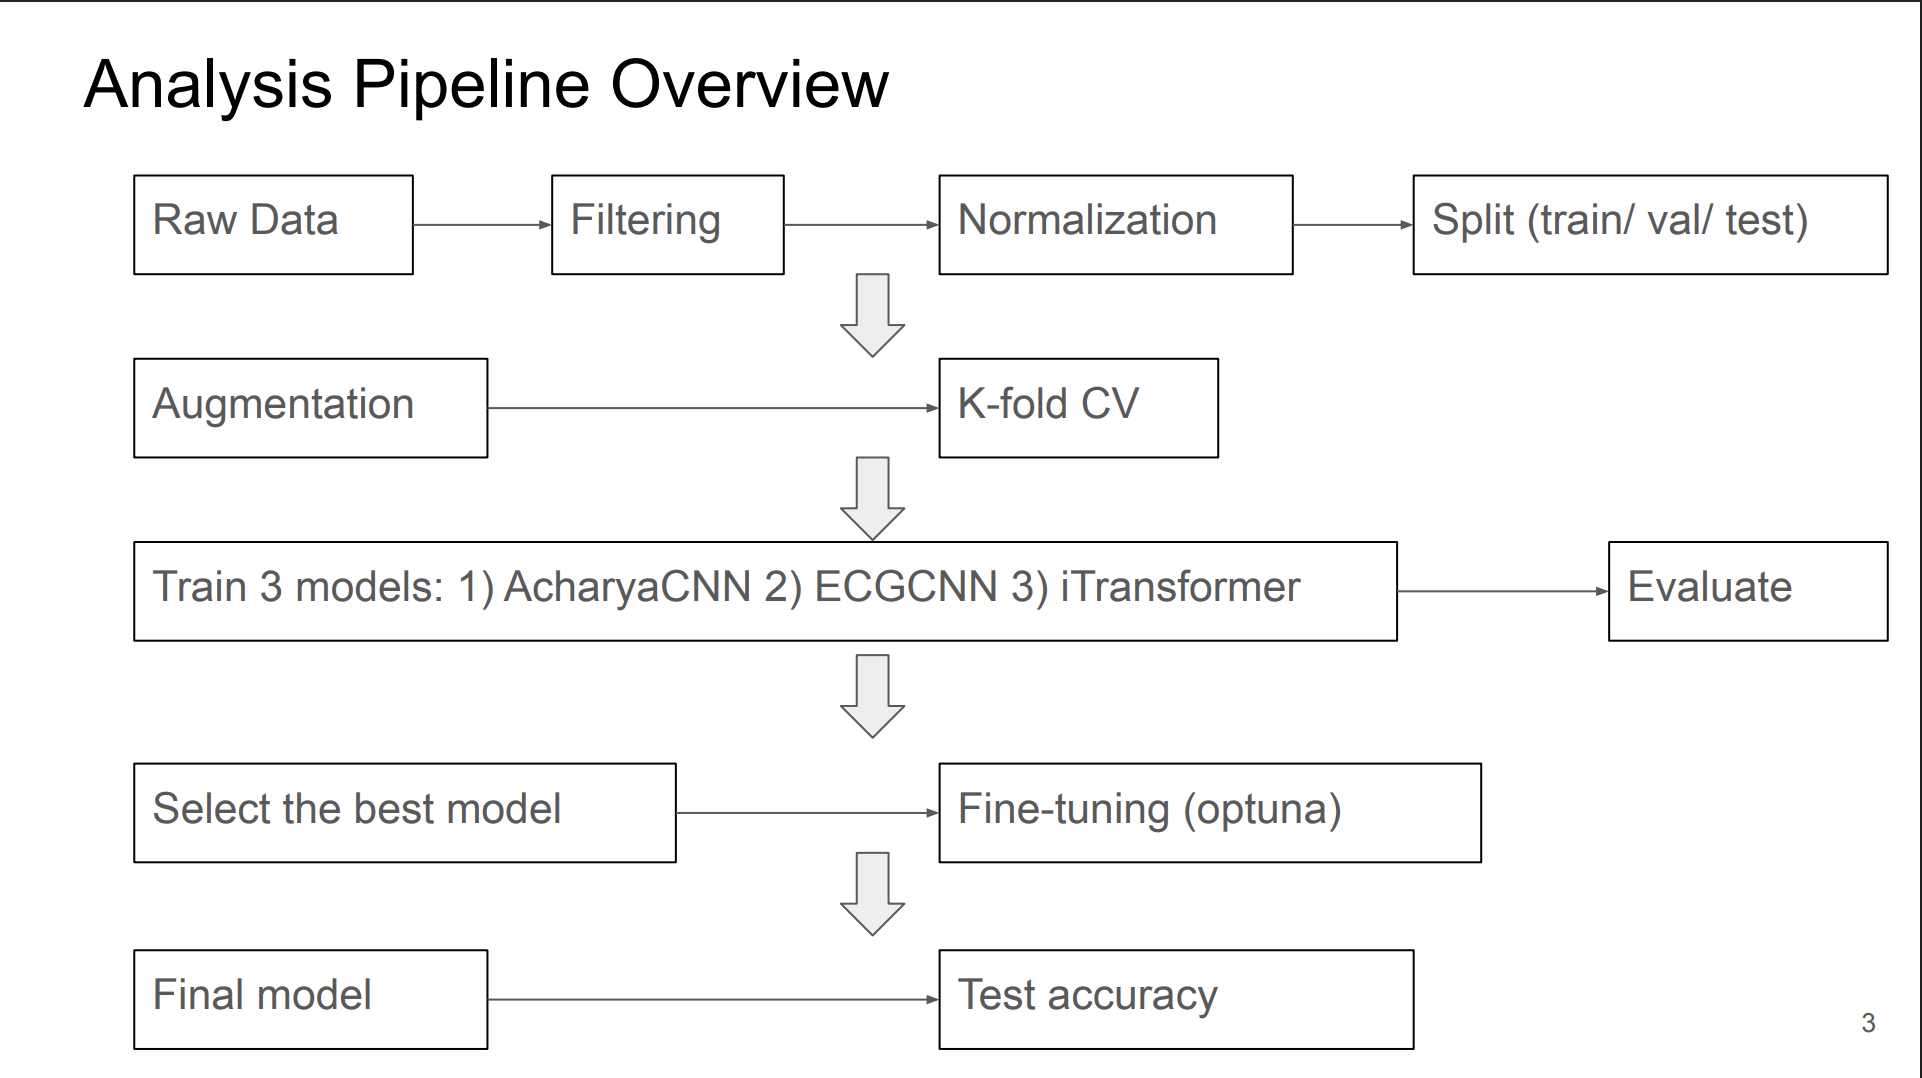 Analysis Pipeline Overview
Raw Data
Filtering
Normalization
Split (train/ val/ test)
Augmentation
K-fold CV
Train 3 models: 1) AcharyaCNN 2) ECGCNN 3) iTransformer
Evaluate
Select the best model
Fine-tuning (optuna)
Final model
Test accuracy
3